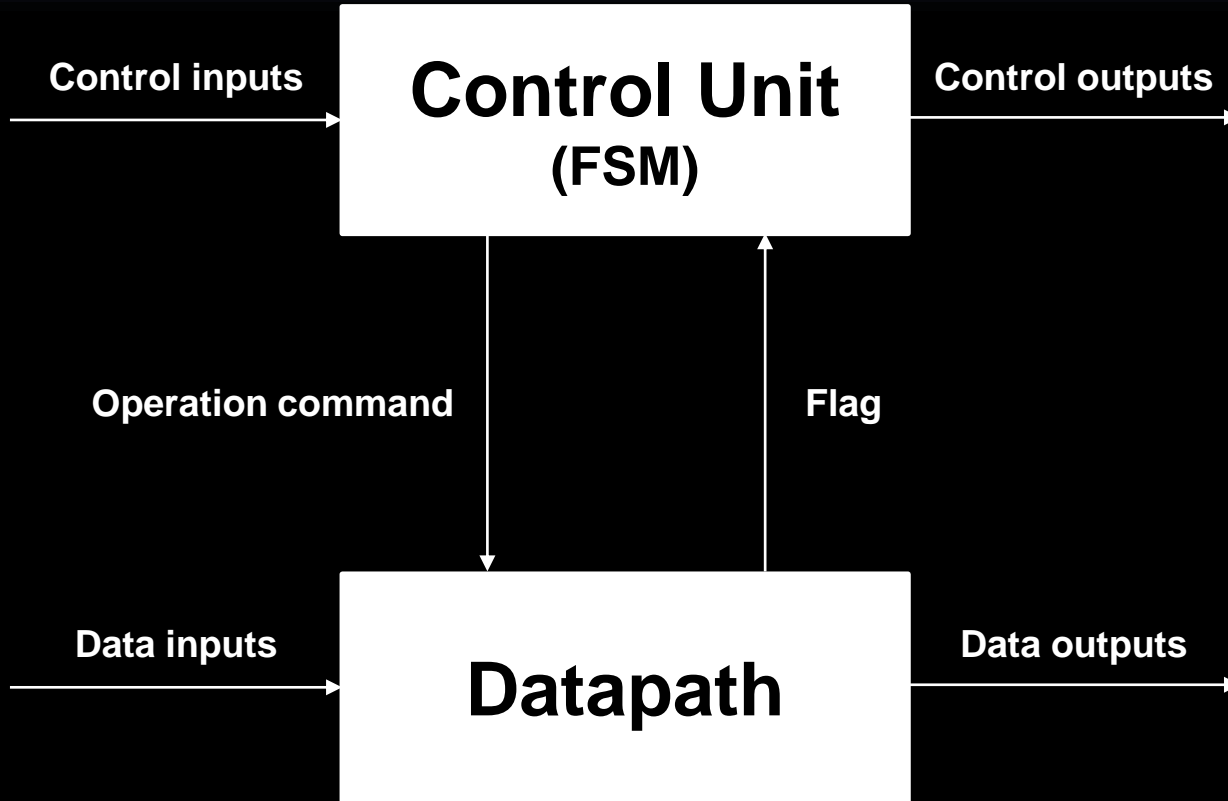 Control inputs
Control Unit
(FSM)
Control outputs
Operation command
Flag
Data inputs
Datapath
Data outputs